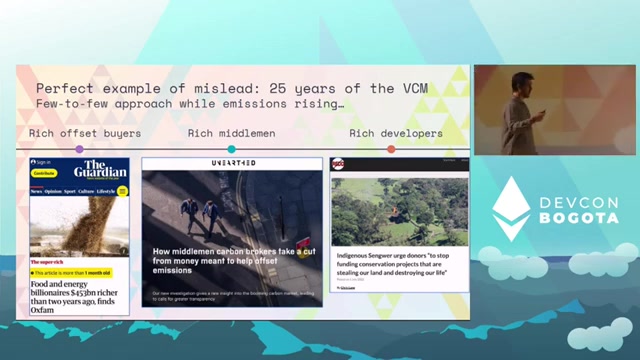 Perfect example of mislead: 25 years of the VCM
Few-to-few approach while emissions rising…
Rich offset buyers
Rich middlemen
Rich developers
Sign in
Contribute
The
Guardian
News Opinion Sport Culture Lifestyle
The super-rich
This article is more than 1 month old
Food and energy
billionaires $453bn richer
than two years ago, finds
Oxfam
UNEARTHED
How middlemen carbon brokers take a cut
from money meant to help offset
emissions
Our new investigation gives a new insight into the booming carbon market, leading
to calls for greater transparency
Indigenous Sengwer urge donors "to stop
funding conservation projects that are
stealing our land and destroying our life"
DEVCON
BOGOTA